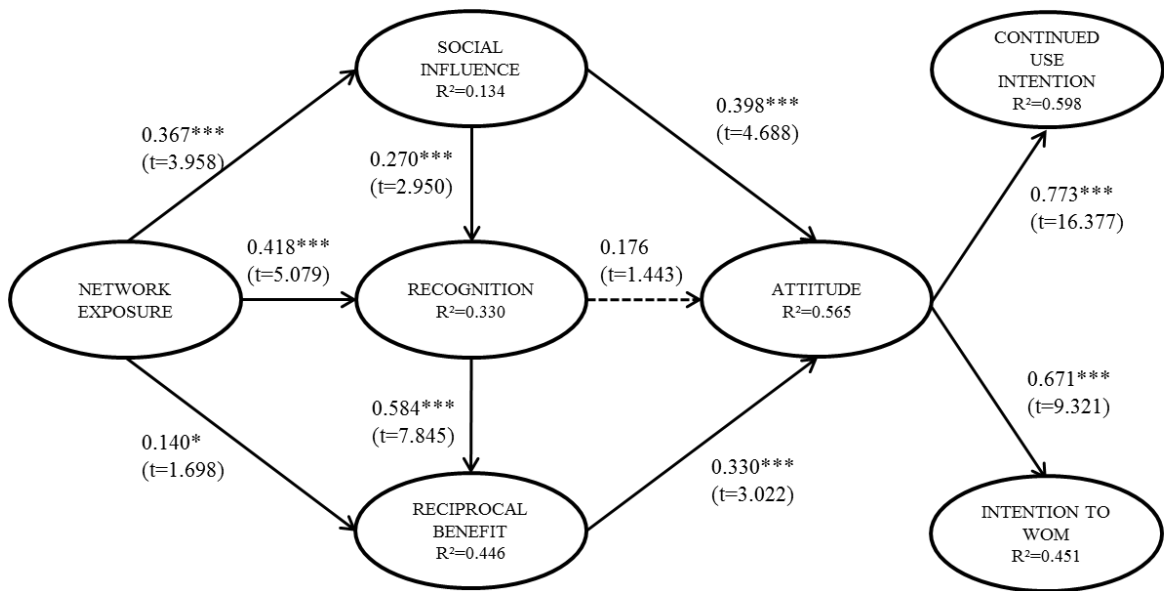 SOCIAL
INFLUENCE
R²=0.134
CONTINUED
USE
INTENTION
R²=0.598
0.367***
(t=3.958)
0.270***
(t=2.950)
0.398***
(t=4.688)
0.773***
(t=16.377)
NETWORK
EXPOSURE
0.418***
(t=5.079)
RECOGNITION
R²=0.330
0.176
(t=1.443)
ATTITUDE
R²=0.565
0.140*
(t=1.698)
0.584***
(t=7.845)
0.330***
(t=3.022)
0.671***
(t=9.321)
RECIPROCAL
BENEFIT
R²=0.446
INTENTION TO
WOM
R²=0.451